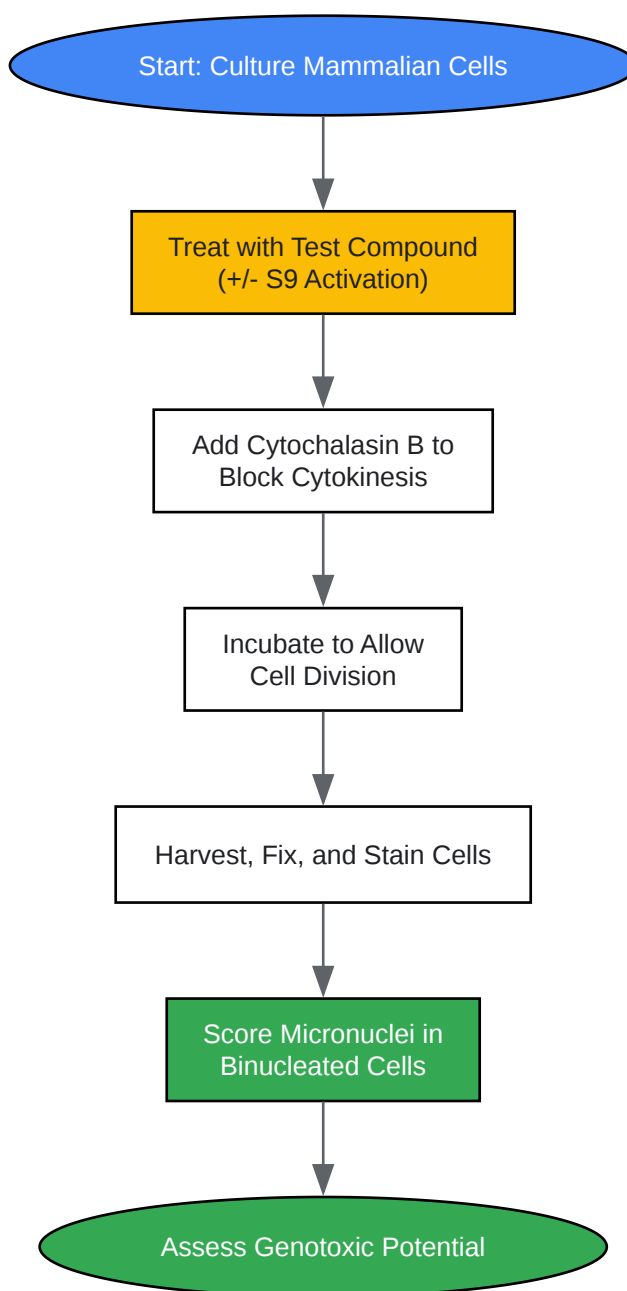 Start: Culture Mammalian Cells
Treat with Test Compound
(+/- S9 Activation)
Add Cytochalasin B to
Block Cytokinesis
Incubate to Allow
Cell Division
Harvest, Fix, and Stain Cells
Score Micronuclei in
Binucleated Cells
Assess Genotoxic Potential